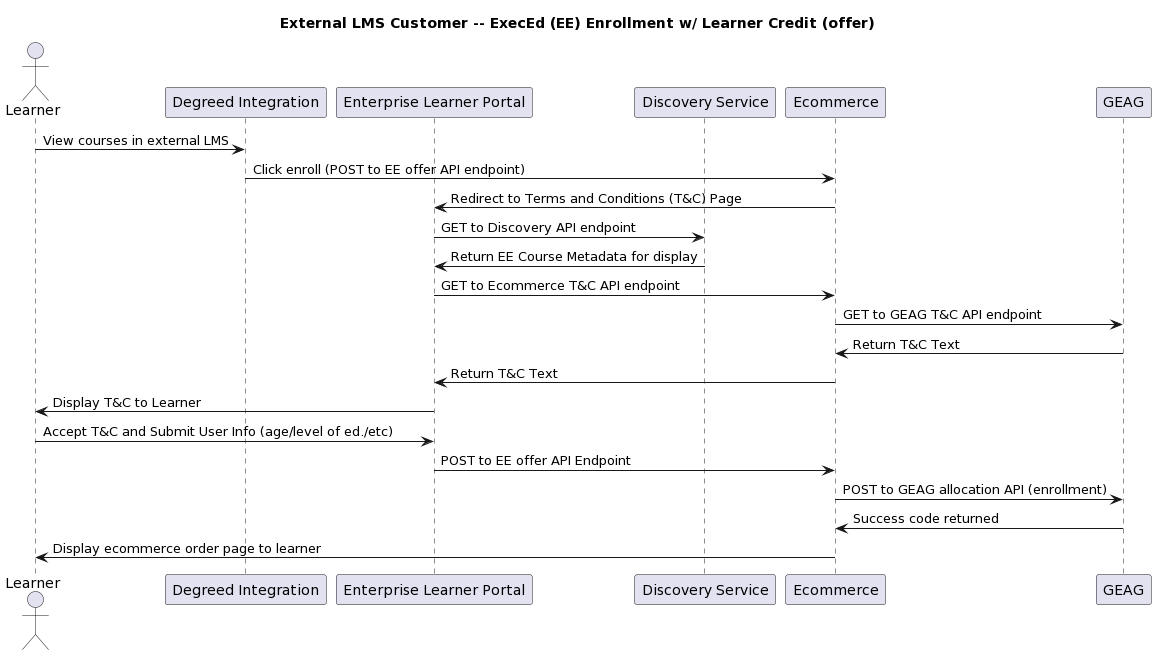 External LMS Customer -- ExecEd (EE) Enrollment w/ Learner Credit (offer)
Learner
Degreed Integration
Enterprise Learner Portal
Discovery Service
Ecommerce
GEAG
View courses in external LMS
Click enroll (POST to EE offer API endpoint)
Redirect to Terms and Conditions (T&C) Page
GET to Discovery API endpoint
Return EE Course Metadata for display
GET to Ecommerce T&C API endpoint
GET to GEAG T&C API endpoint
Return T&C Text
Return T&C Text
Display T&C to Learner
Accept T&C and Submit User Info (age/level of ed./etc)
POST to EE offer API Endpoint
POST to GEAG allocation API (enrollment)
Success code returned
Display ecommerce order page to learner
Learner
Degreed Integration
Enterprise Learner Portal
Discovery Service
Ecommerce
GEAG